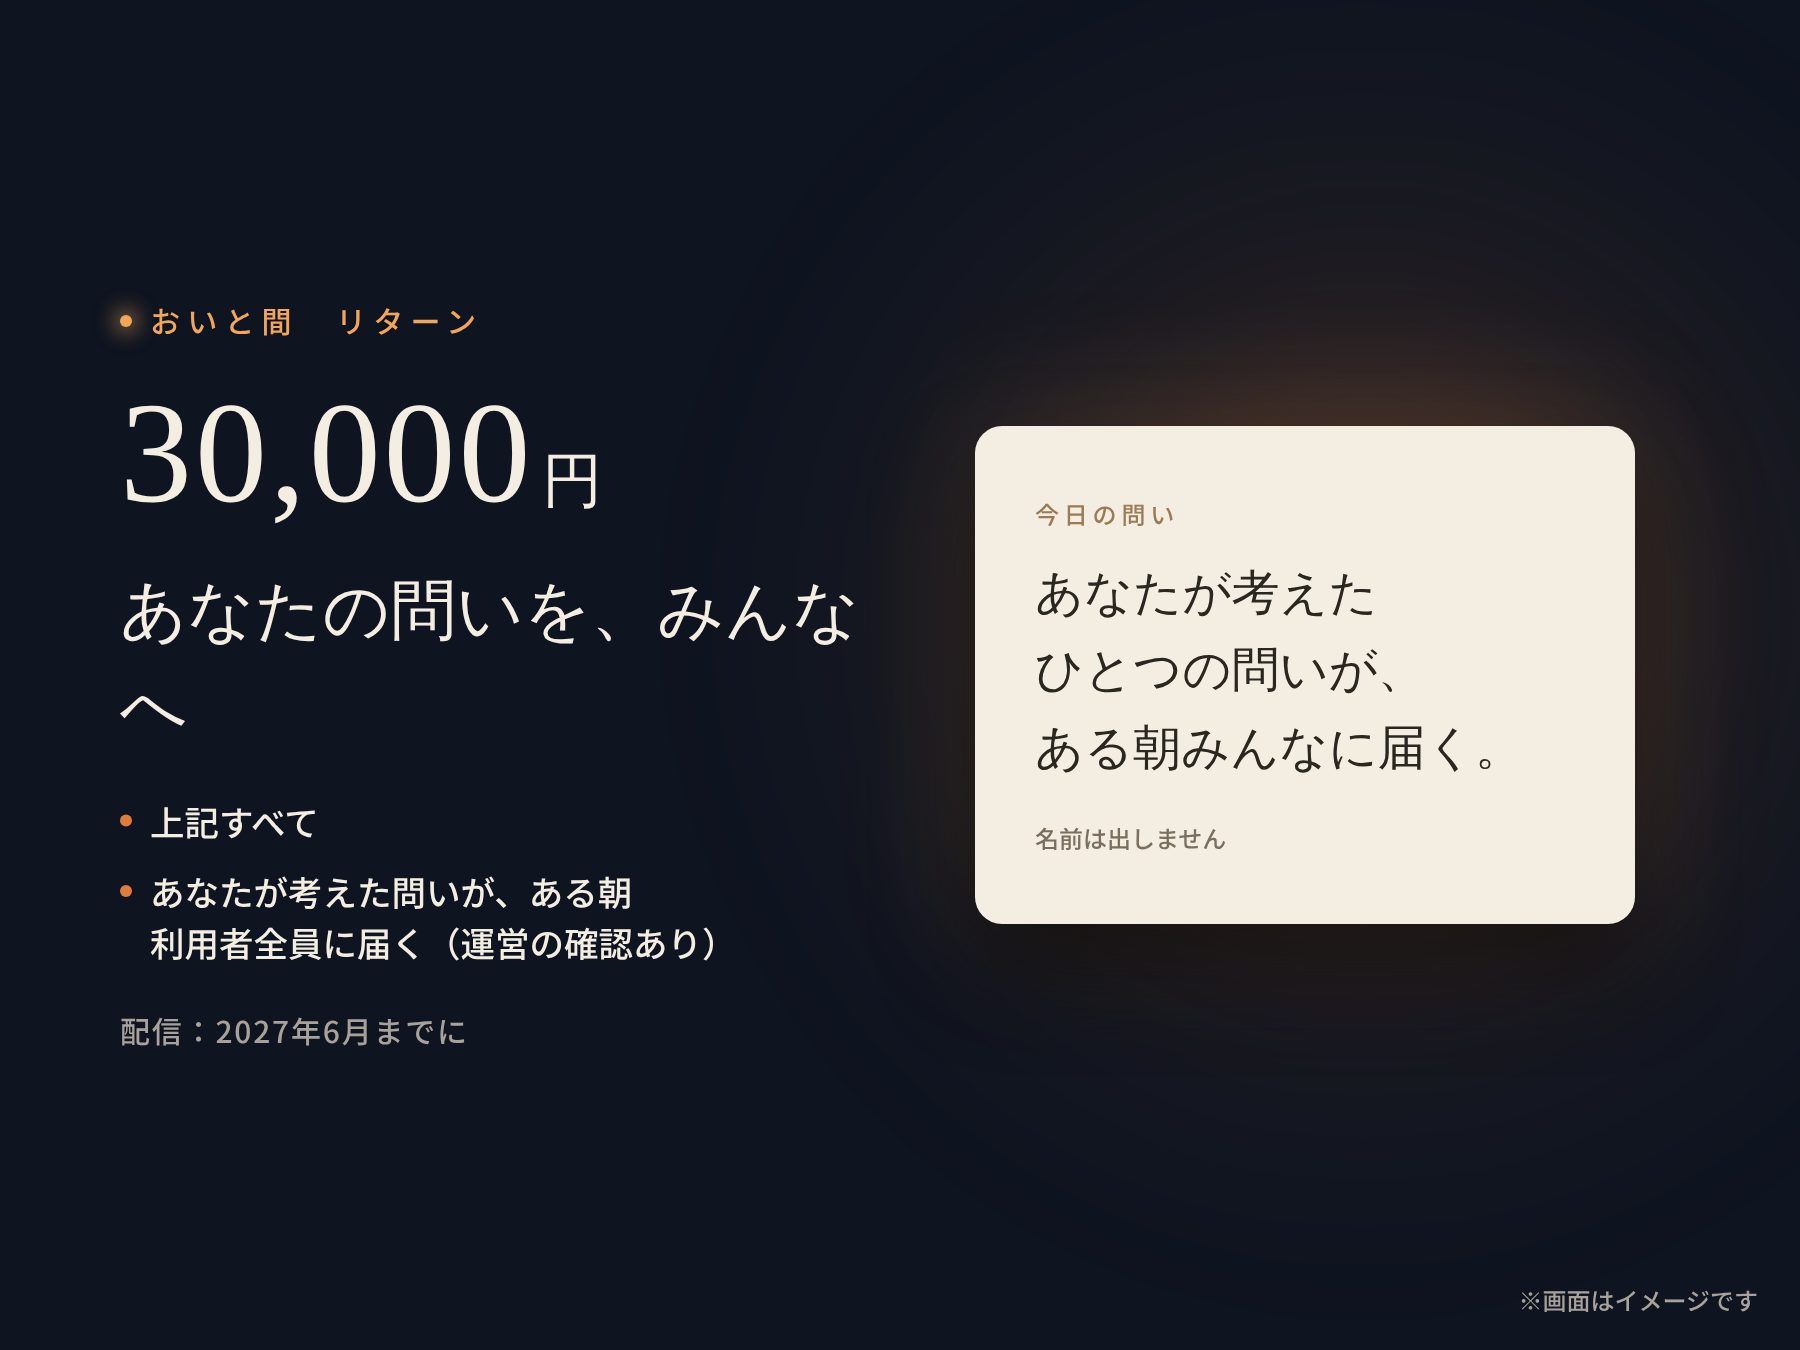 おいと間　リターン
30,000円
あなたの問いを、みんな
へ
上記すべて
あなたが考えた問いが、ある朝
利用者全員に届く（運営の確認あり）
配信：2027年6月までに
今日の問い
あなたが考えた
ひとつの問いが、
ある朝みんなに届く。
名前は出しません
※画面はイメージです